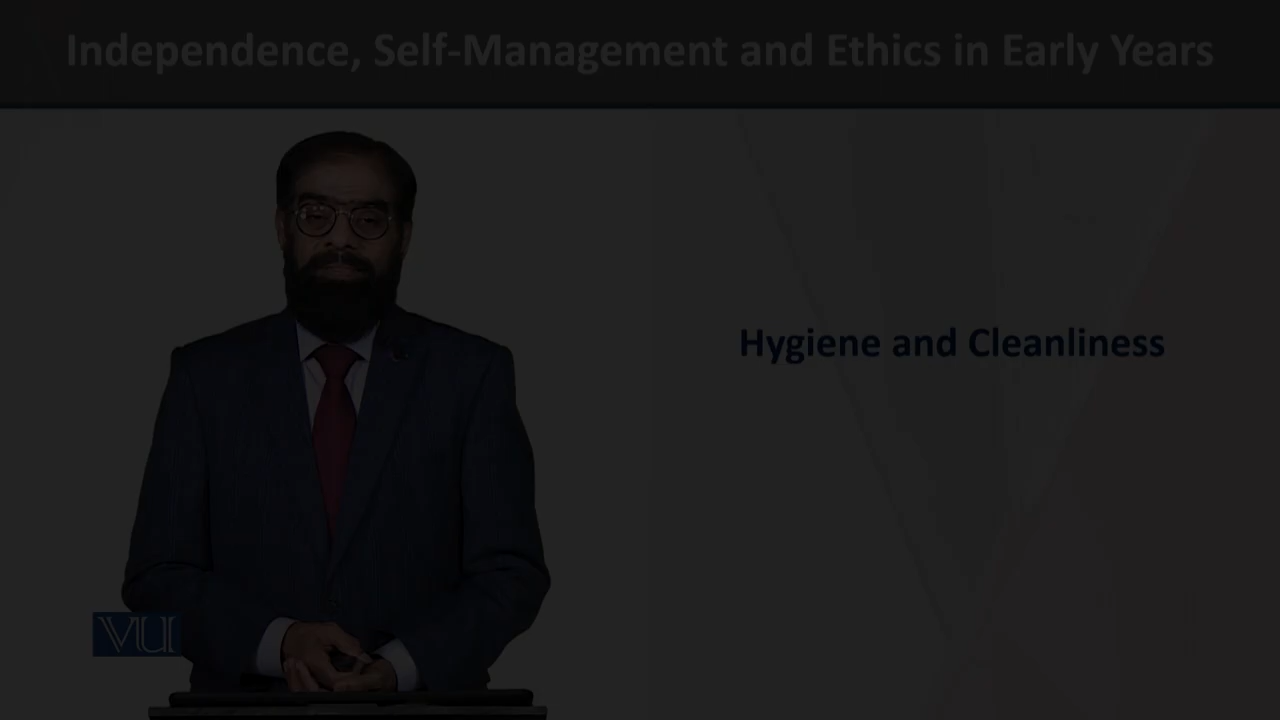 Independence, Self-Management and Ethics in Early Years
Hygiene and Cleanliness
VU